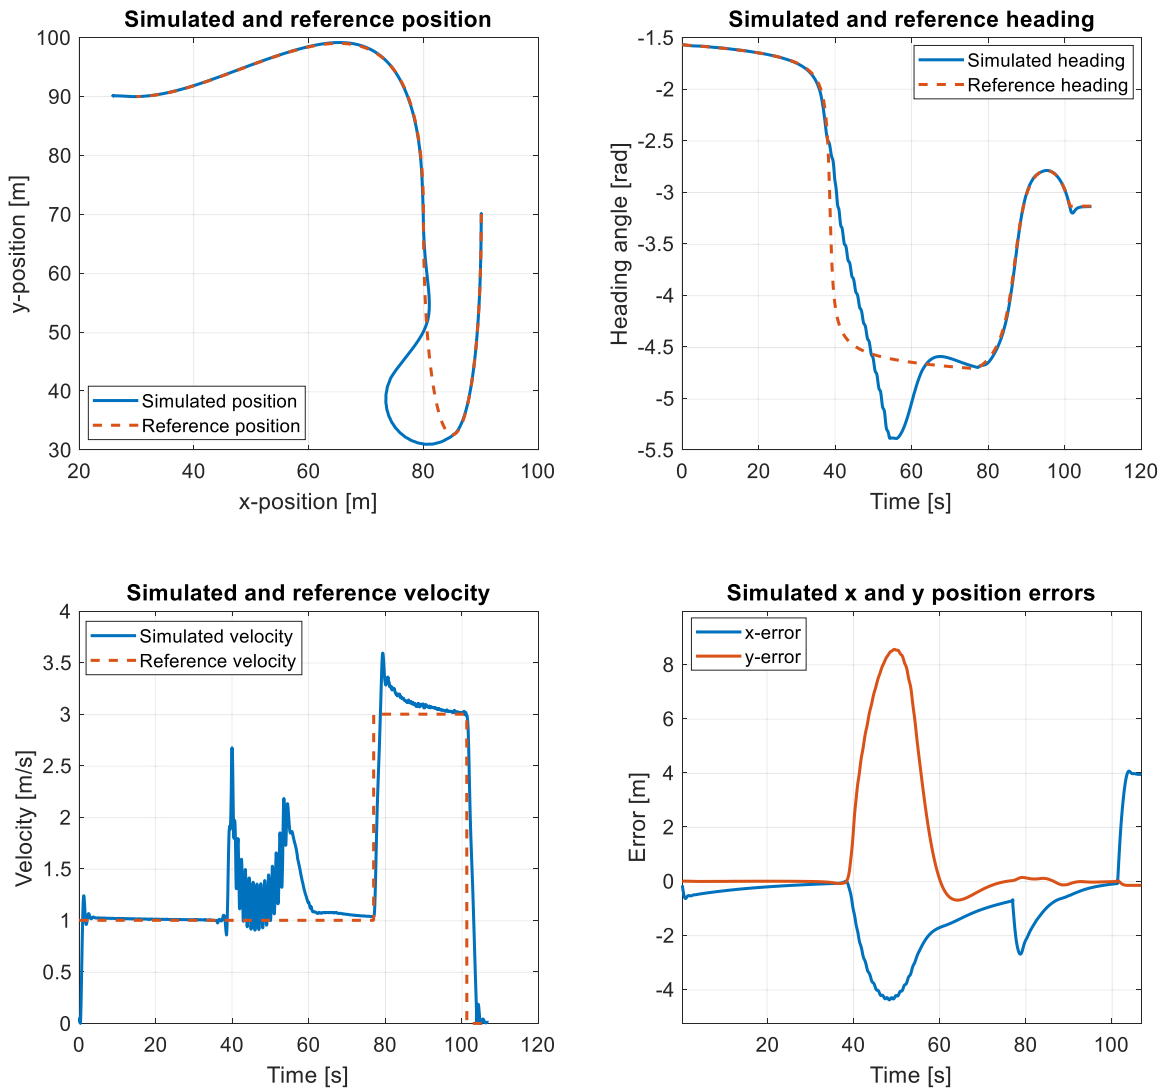 Simulated and reference position
100
90
80
70
60
50
40
30
20
40
60
80
100
y-position [m]
x-position [m]
Simulated position
Reference position
Simulated and reference heading
-1.5
-2
-2.5
-3
-3.5
-4
-4.5
-5
-5.5
0
20
40
60
80
100
120
Heading angle [rad]
Time [s]
Simulated heading
Reference heading
Simulated and reference velocity
4
3.5
3
2.5
2
1.5
1
0.5
0
0
20
40
60
80
100
120
Velocity [m/s]
Time [s]
Simulated velocity
Reference velocity
Simulated x and y position errors
8
6
4
2
0
-2
-4
20
40
60
80
100
Error [m]
Time [s]
x-error
y-error